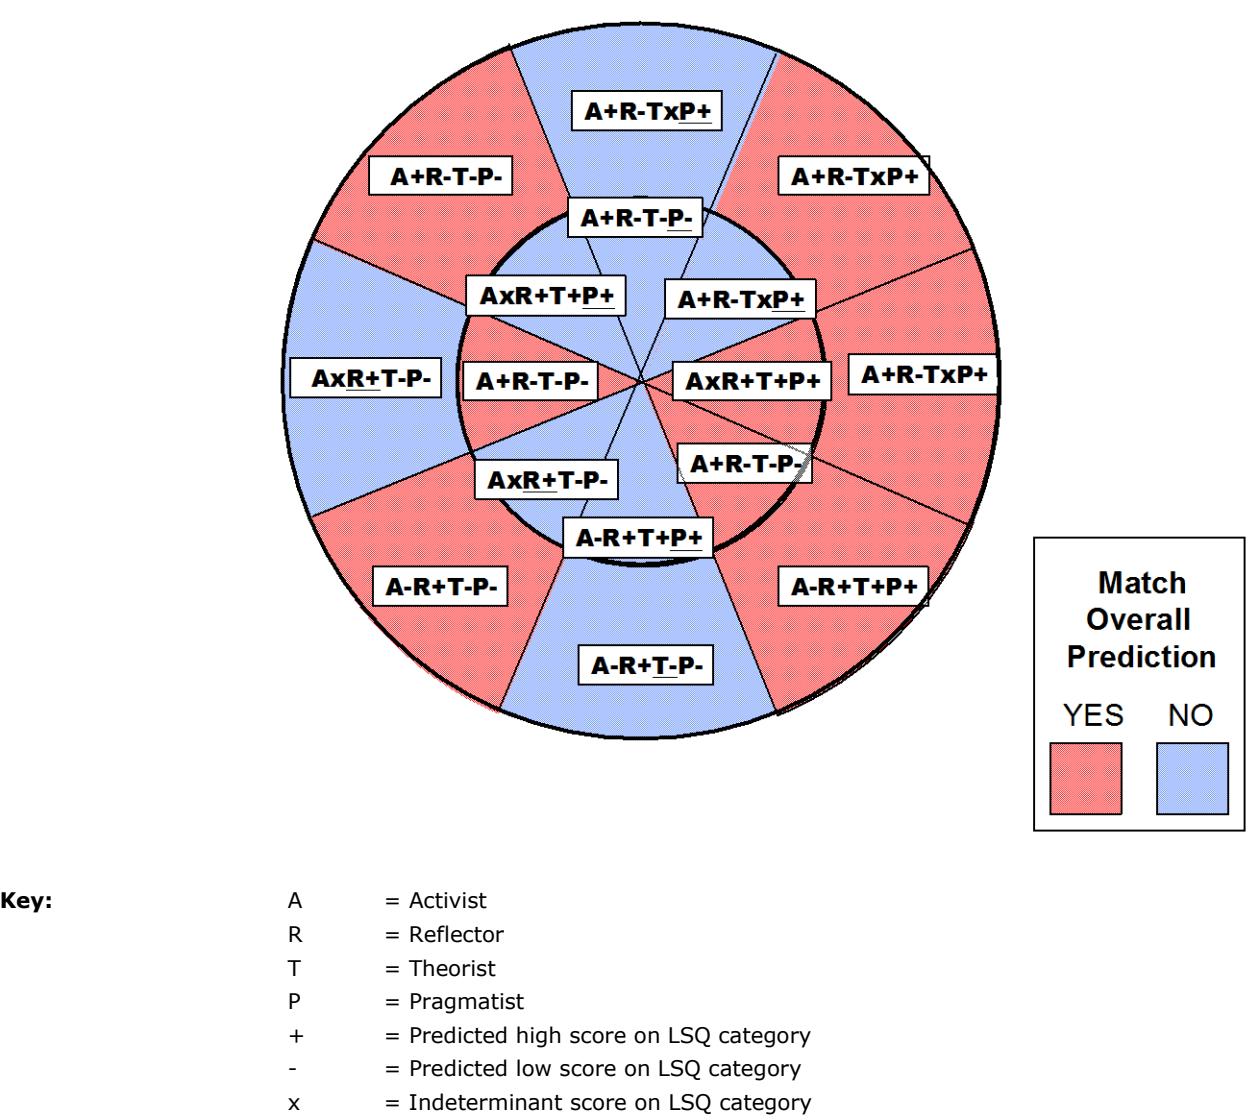 A+R-TxP+
A+R-T-P-
A+R-TxP+
A+R-T-P-
AxR+T+P+
A+R-TxP+
AxR+T-P-
A+R-T-P-
AxR+T+P+
A+R-TxP+
A+R-T-P-
AxR+T-P-
A-R+T+P+
A-R+T-P-
A-R+T+P+
A-R+T-P-
Match
Overall
Prediction
YES NO
Key:
A = Activist
R = Reflector
T = Theorist
P = Pragmatist
+ = Predicted high score on LSQ category
- = Predicted low score on LSQ category
x = Indeterminant score on LSQ category